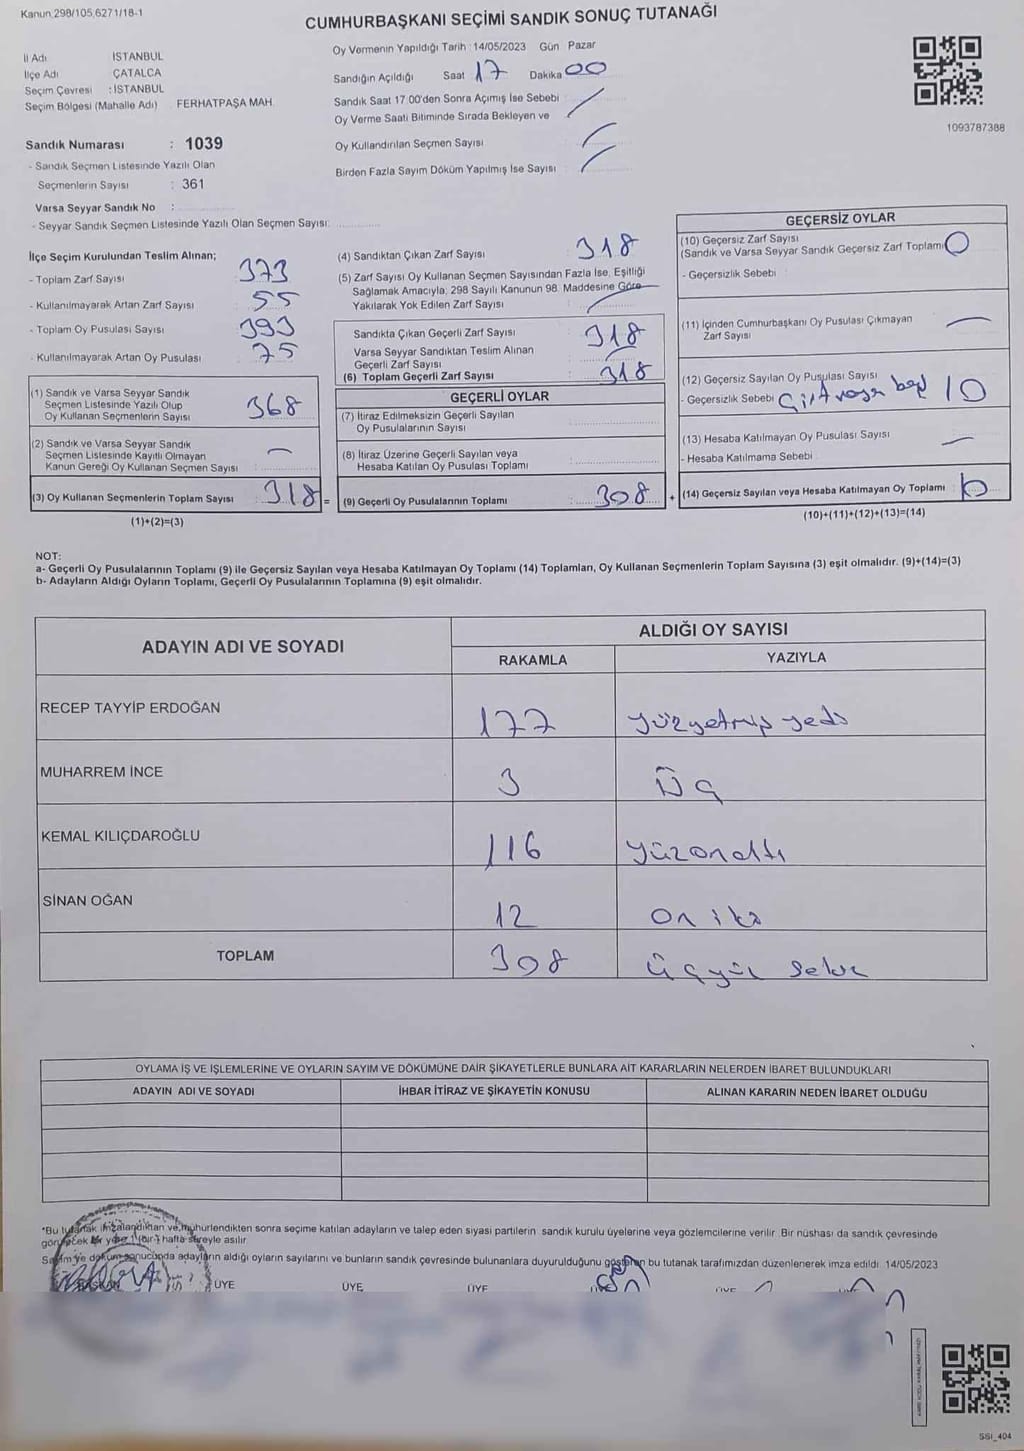 Kanun 298/105,6271/18-1
CUMHURBAŞKANI SEÇİMİ SANDIK SONUÇ TUTANAĞI
İl Adı İSTANBUL
İlçe Adı ÇATALCA
Seçim Çevresi : İSTANBUL
Seçim Bölgesi (Mahalle Adı) FERHATPAŞA MAH.
Sandık Numarası : 1039
- Sandık Seçmen Listesinde Yazılı Olan
Seçmenlerin Sayısı : 361
Varsa Seyyar Sandık No :
- Seyyar Sandık Seçmen Listesinde Yazılı Olan Seçmen Sayısı:
Oy Vermenin Yapıldığı Tarih : 14/05/2023 Gün Pazar
Sandığın Açıldığı Saat 17 Dakika 00
Sandık Saat 17.00'den Sonra Açımış İse Sebebi
Oy Verme Saati Bitiminde Sırada Bekleyen ve
Oy Kullandırılan Seçmen Sayısı
Birden Fazla Sayım Döküm Yapılmış İse Sayısı
1093787388
İlçe Seçim Kurulundan Teslim Alınan;
- Toplam Zarf Sayısı 373
- Kullanılmayarak Artan Zarf Sayısı 55
- Toplam Oy Pusulası Sayısı 393
- Kullanılmayarak Artan Oy Pusulası 75
(1) Sandık ve Varsa Seyyar Sandık
Seçmen Listesinde Yazılı Olup
Oy Kullanan Seçmenlerin Sayısı 368
(2) Sandık ve Varsa Seyyar Sandık
Seçmen Listesinde Kayıtlı Olmayan
Kanun Gereği Oy Kullanan Seçmen Sayısı
(3) Oy Kullanan Seçmenlerin Toplam Sayısı : 318 =
(1)+(2)=(3)
(4) Sandıktan Çıkan Zarf Sayısı 318
(5) Zarf Sayısı Oy Kullanan Seçmen Sayısından Fazla İse, Eşitliği
Sağlamak Amacıyla; 298 Sayılı Kanunun 98. Maddesine Göre
Yakılarak Yok Edilen Zarf Sayısı
Sandıkta Çıkan Geçerli Zarf Sayısı 318
Varsa Seyyar Sandıktan Teslim Alınan
Geçerli Zarf Sayısı
(6) Toplam Geçerli Zarf Sayısı 318
GEÇERLİ OYLAR
(7) İtiraz Edilmeksizin Geçerli Sayılan
Oy Pusulalarının Sayısı
(8) İtiraz Üzerine Geçerli Sayılan veya
Hesaba Katılan Oy Pusulası Toplamı
(9) Geçerli Oy Pusulalarının Toplamı 308 +
GEÇERSİZ OYLAR
(10) Geçersiz Zarf Sayısı
(Sandık ve Varsa Seyyar Sandık Geçersiz Zarf Toplamı) 0
- Geçersizlik Sebebi
(11) İçinden Cumhurbaşkanı Oy Pusulası Çıkmayan
Zarf Sayısı
(12) Geçersiz Sayılan Oy Pusulası Sayısı
- Geçersizlik Sebebi 10
(13) Hesaba Katılmayan Oy Pusulası Sayısı
- Hesaba Katılmama Sebebi
(14) Geçersiz Sayılan veya Hesaba Katılmayan Oy Toplamı
(10)+(11)+(12)+(13)=(14)
NOT:
a- Geçerli Oy Pusulalarının Toplamı (9) ile Geçersiz Sayılan veya Hesaba Katılmayan Oy Toplamı (14) Toplamları, Oy Kullanan Seçmenlerin Toplam Sayısına (3) eşit olmalıdır. (9)+(14)=(3)
b- Adayların Aldığı Oyların Toplamı, Geçerli Oy Pusulalarının Toplamına (9) eşit olmalıdır.
ADAYIN ADI VE SOYADI ALDIĞI OY SAYISI
RAKAMLA YAZIYLA
RECEP TAYYİP ERDOĞAN 177 yüzyetmiş yedi
MUHARREM İNCE 3 Üç
KEMAL KILIÇDAROĞLU 116 yüzonaltı
SİNAN OĞAN 12 on iki
TOPLAM 308 üçyüz sekiz
OYLAMA İŞ VE İŞLEMLERİNE VE OYLARIN SAYIM VE DÖKÜMÜNE DAİR ŞİKAYETLERLE BUNLARA AİT KARARLARIN NELERDEN İBARET BULUNDUKLARI
ADAYIN ADI VE SOYADI İHBAR İTİRAZ VE ŞİKAYETİN KONUSU ALINAN KARARIN NEDEN İBARET OLDUĞU
*Bu tutanak imzalandıktan ve mühürlendikten sonra seçime katılan adayların ve talep eden siyasi partilerin sandık kurulu üyelerine veya gözlemcilerine verilir. Bir nüshası da sandık çevresinde
görülecek bir yere 1 (bir) hafta süreyle asılır.
Sayım ve döküm sonucunda adayların aldığı oyların sayılarını ve bunların sandık çevresinde bulunanlara duyurulduğunu gösteren bu tutanak tarafımızdan düzenlenerek imza edildi. 14/05/2023
BAŞKAN ÜYE ÜYE ÜYE
SSI_404